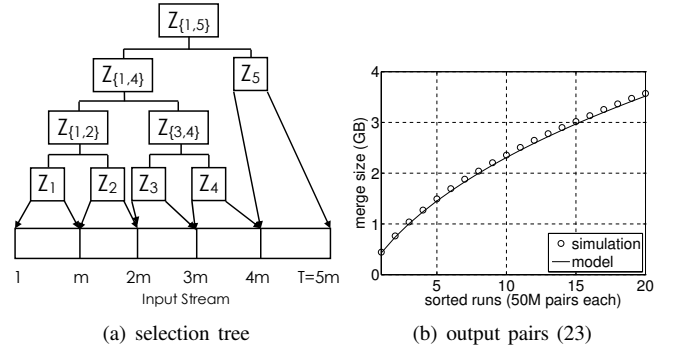 Z{1,5}
Z{1,4}
Z5
Z{1,2}
Z{3,4}
Z1 Z2 Z3 Z4
1 m 2m 3m 4m T=5m
Input Stream
(a) selection tree
4
3
2
1
0
merge size (GB)
5 10 15 20
sorted runs (50M pairs each)
simulation
model
(b) output pairs (23)